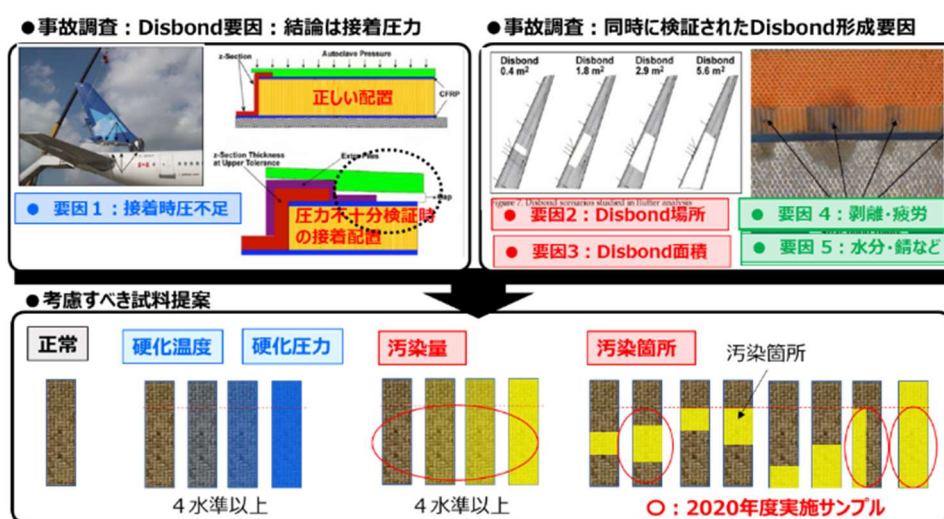 ●事故調査：Disbond要因：結論は接着圧力
z-Section
Autoclave Pressure
CFRP
正しい配置
z-Section Thickness
at Upper Tolerance
圧力不十分検証時
の接着配置
● 要因1：接着時圧不足
●事故調査：同時に検証されたDisbond形成要因
Disbond
0.4 m²
Disbond
1.8 m²
Disbond
2.9 m²
Disbond
5.6 m²
Figure 7. Disbond scenarios studied in flutter analysis
● 要因2：Disbond場所
● 要因3：Disbond面積
● 要因 4：剥離・疲労
● 要因 5：水分・錆など
●考慮すべき試料提案
正常
硬化温度
硬化圧力
汚染量
汚染箇所
汚染箇所
４水準以上
４水準以上
○：2020年度実施サンプル